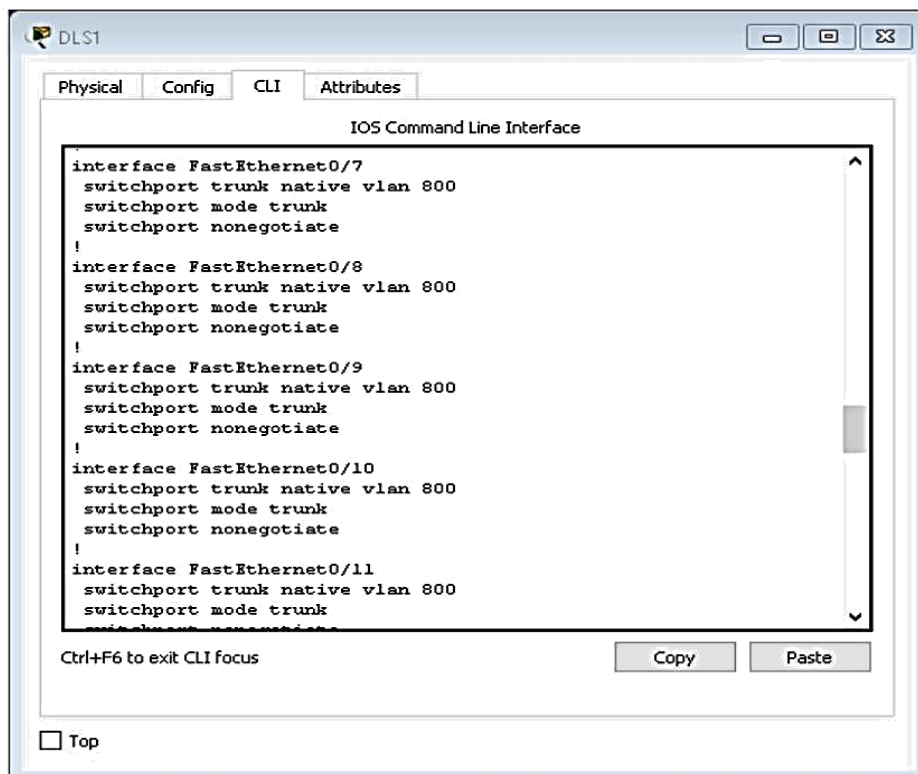 DLS1
Physical Config CLI Attributes
IOS Command Line Interface
!
interface FastEthernet0/7
switchport trunk native vlan 800
switchport mode trunk
switchport nonegotiate
!
interface FastEthernet0/8
switchport trunk native vlan 800
switchport mode trunk
switchport nonegotiate
!
interface FastEthernet0/9
switchport trunk native vlan 800
switchport mode trunk
switchport nonegotiate
!
interface FastEthernet0/10
switchport trunk native vlan 800
switchport mode trunk
switchport nonegotiate
!
interface FastEthernet0/11
switchport trunk native vlan 800
switchport mode trunk
Ctrl+F6 to exit CLI focus
Copy Paste
Top